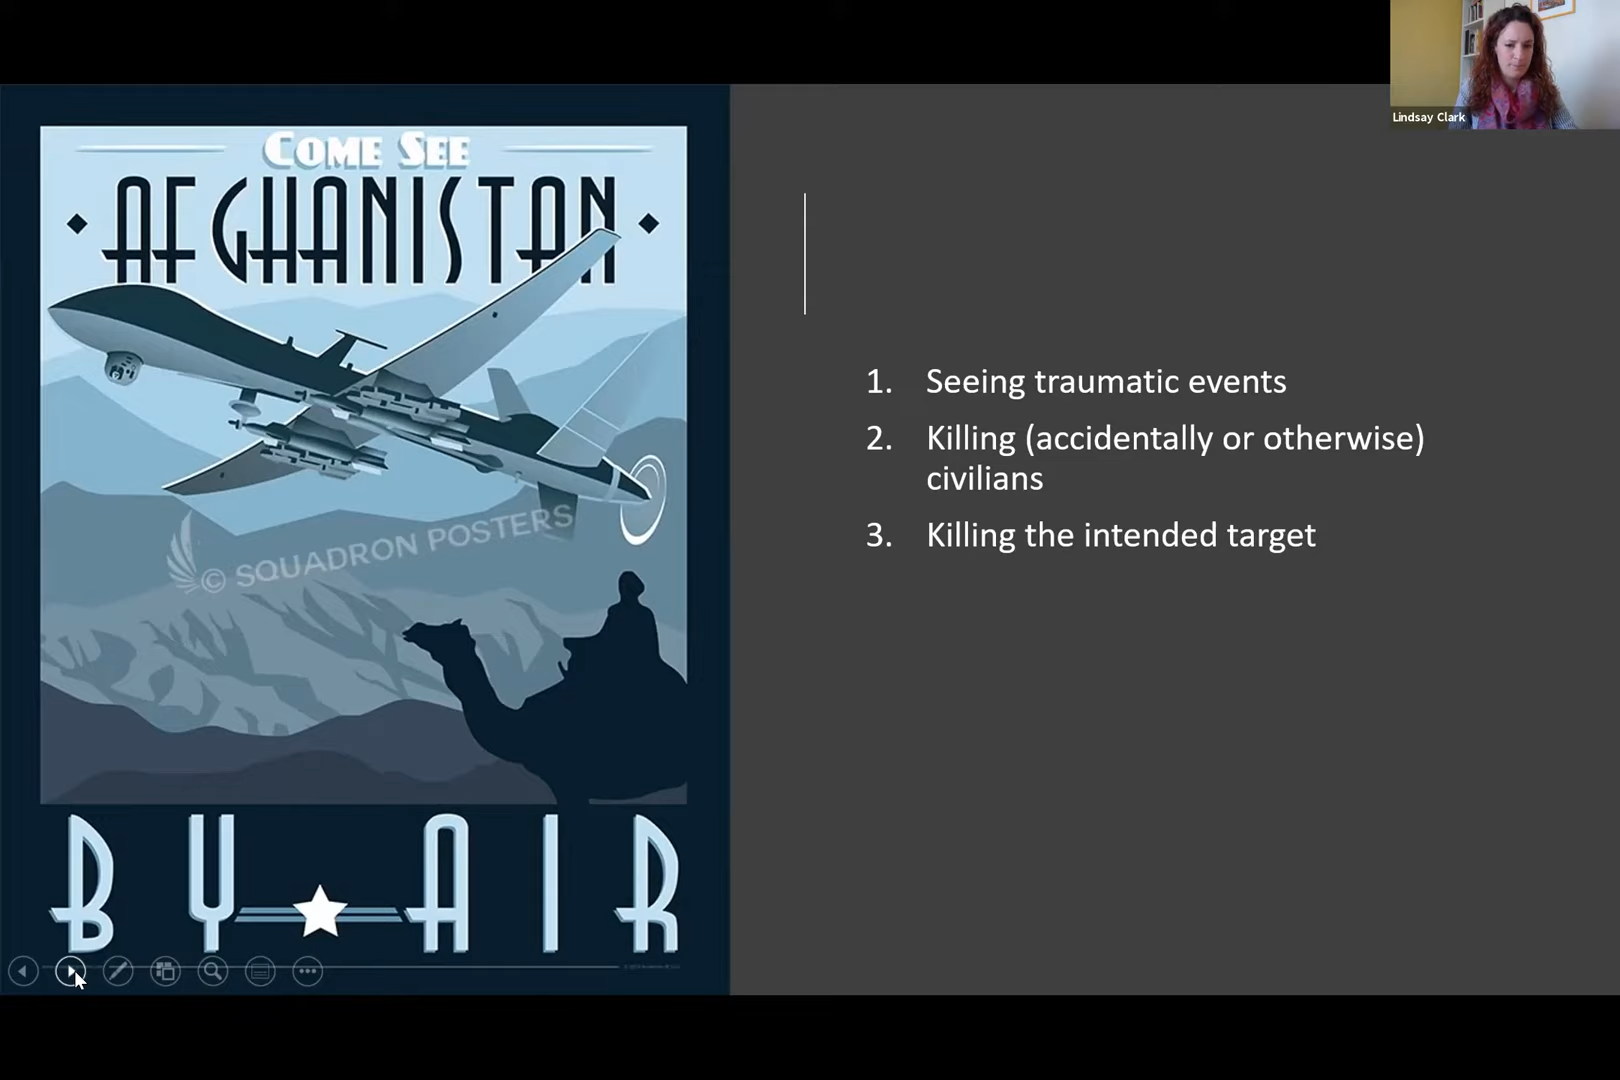 Lindsay Clark
COME SEE
AFGHANISTAN
© SQUADRON POSTERS
BY AIR
1. Seeing traumatic events
2. Killing (accidentally or otherwise)
civilians
3. Killing the intended target